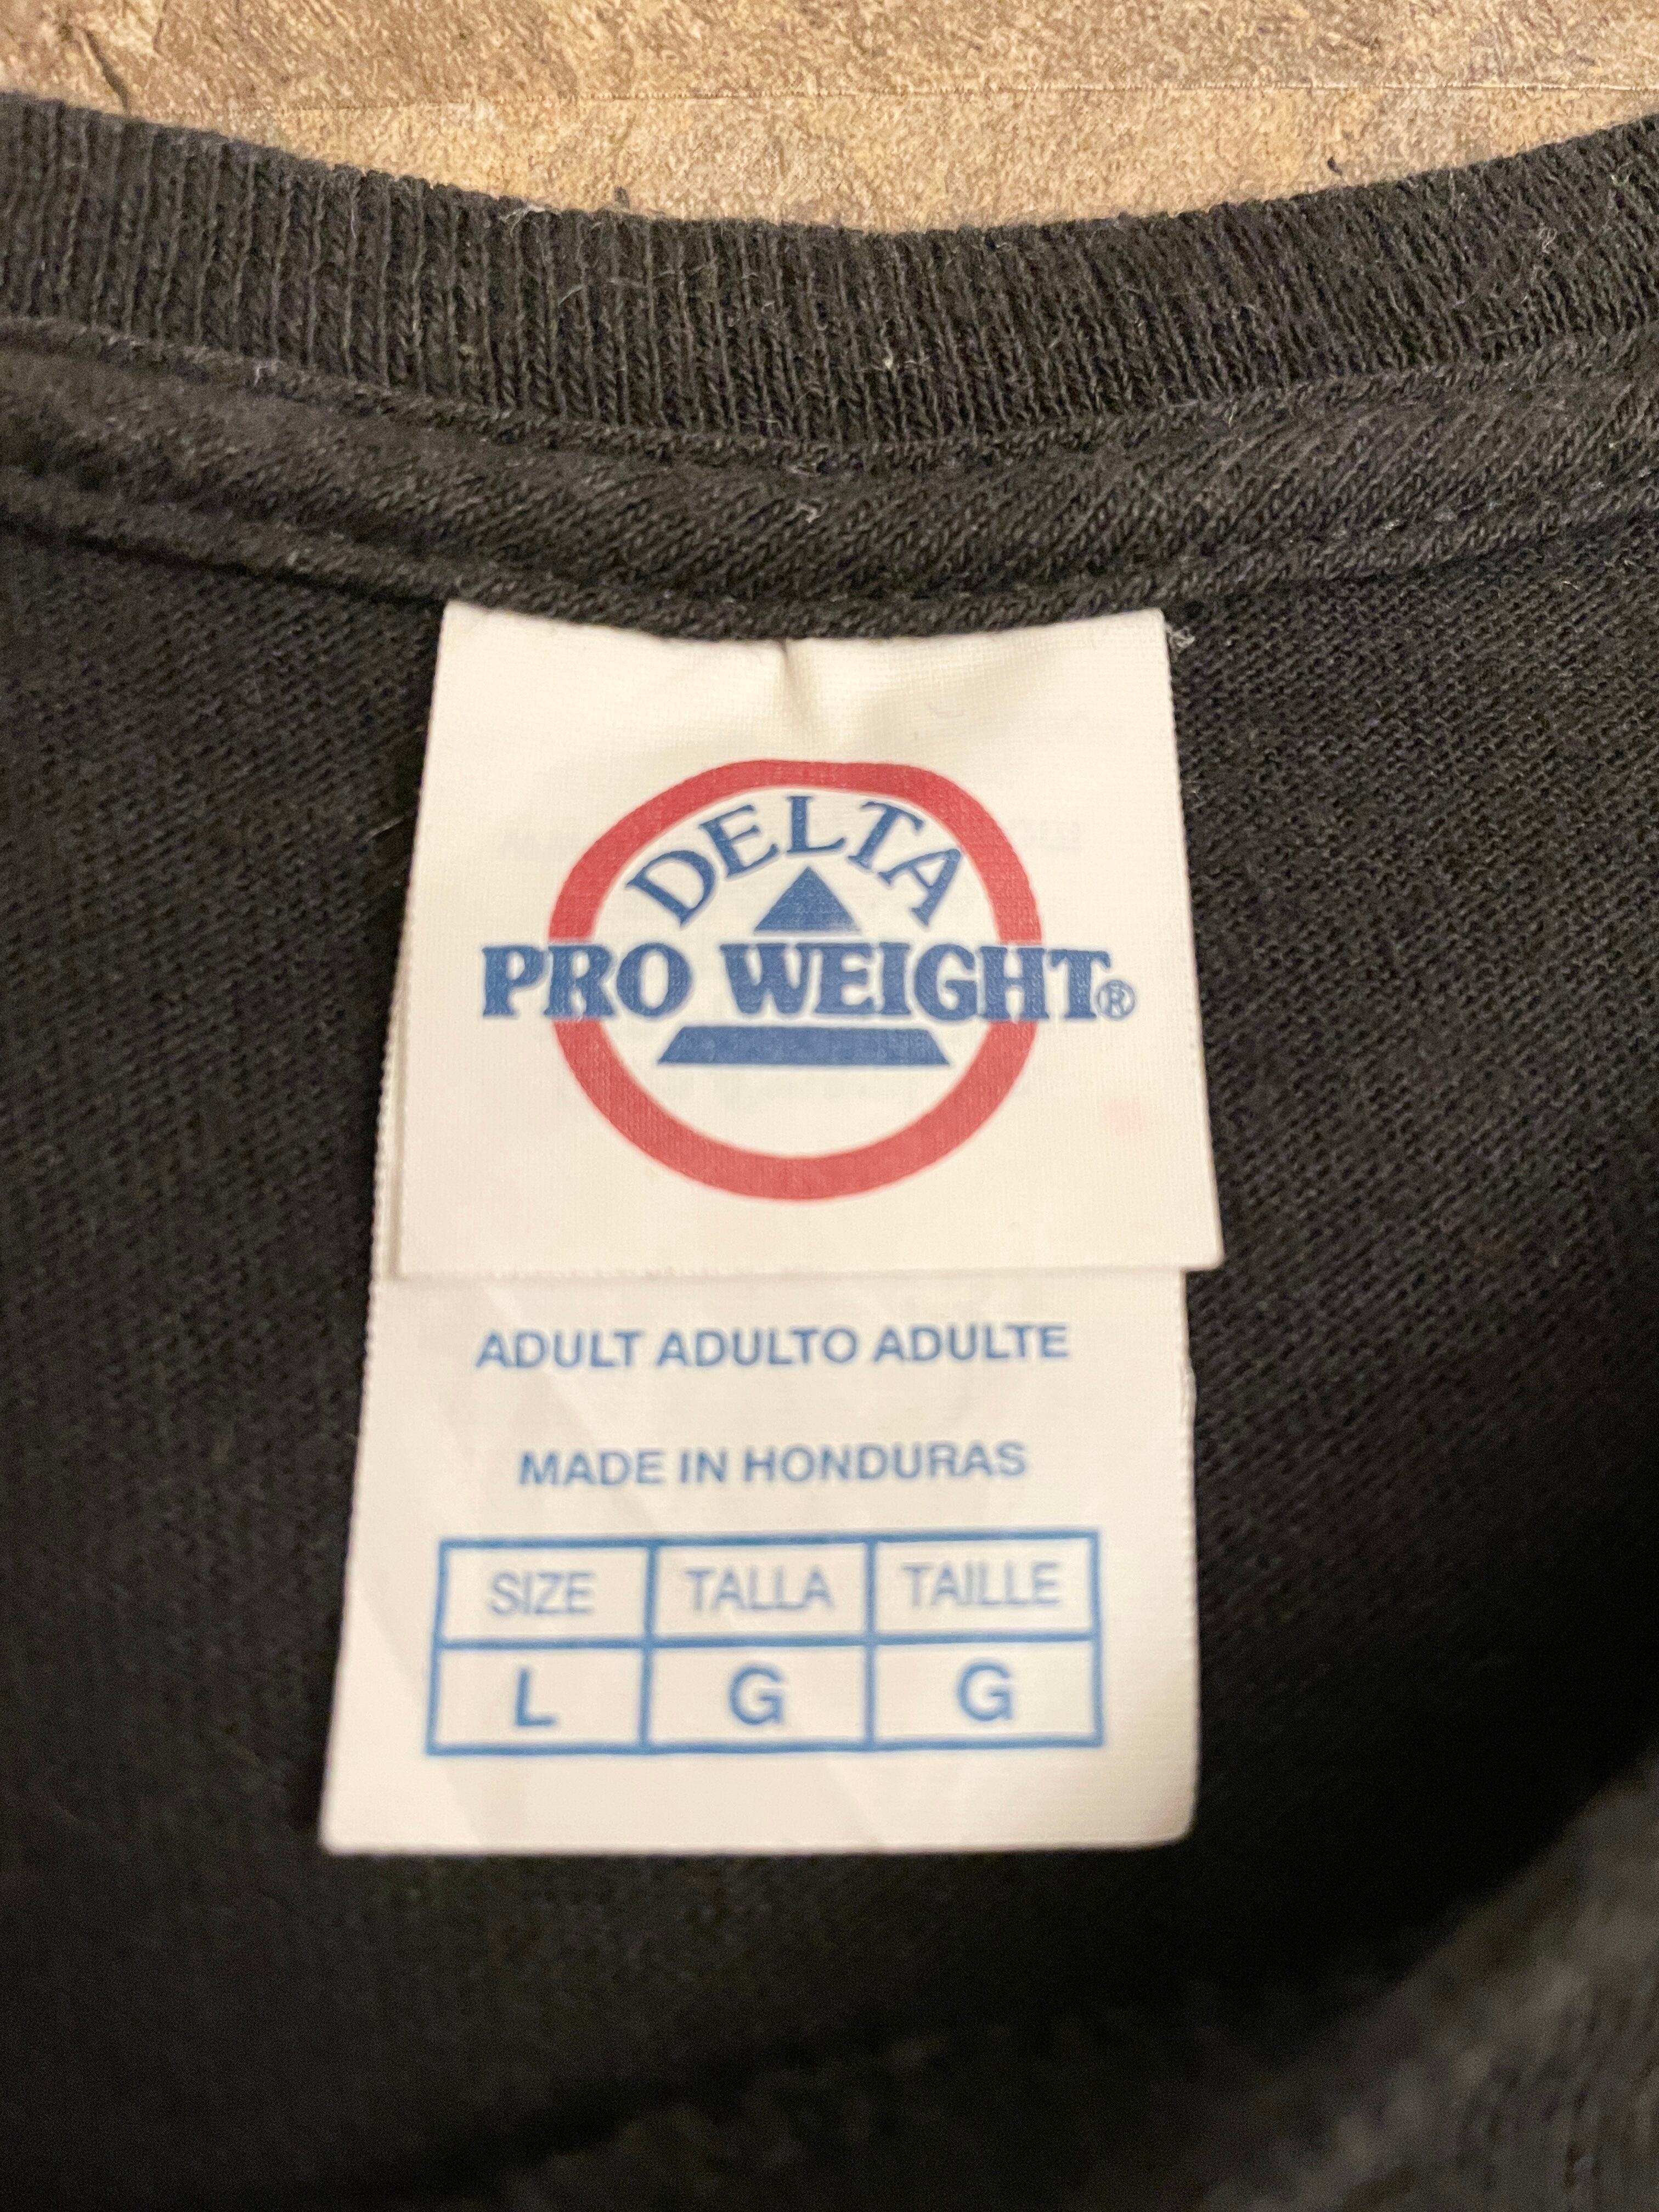 DELTA
PRO WEIGHT®
ADULT ADULTO ADULTE
MADE IN HONDURAS
SIZE TALLA TAILLE
L G G